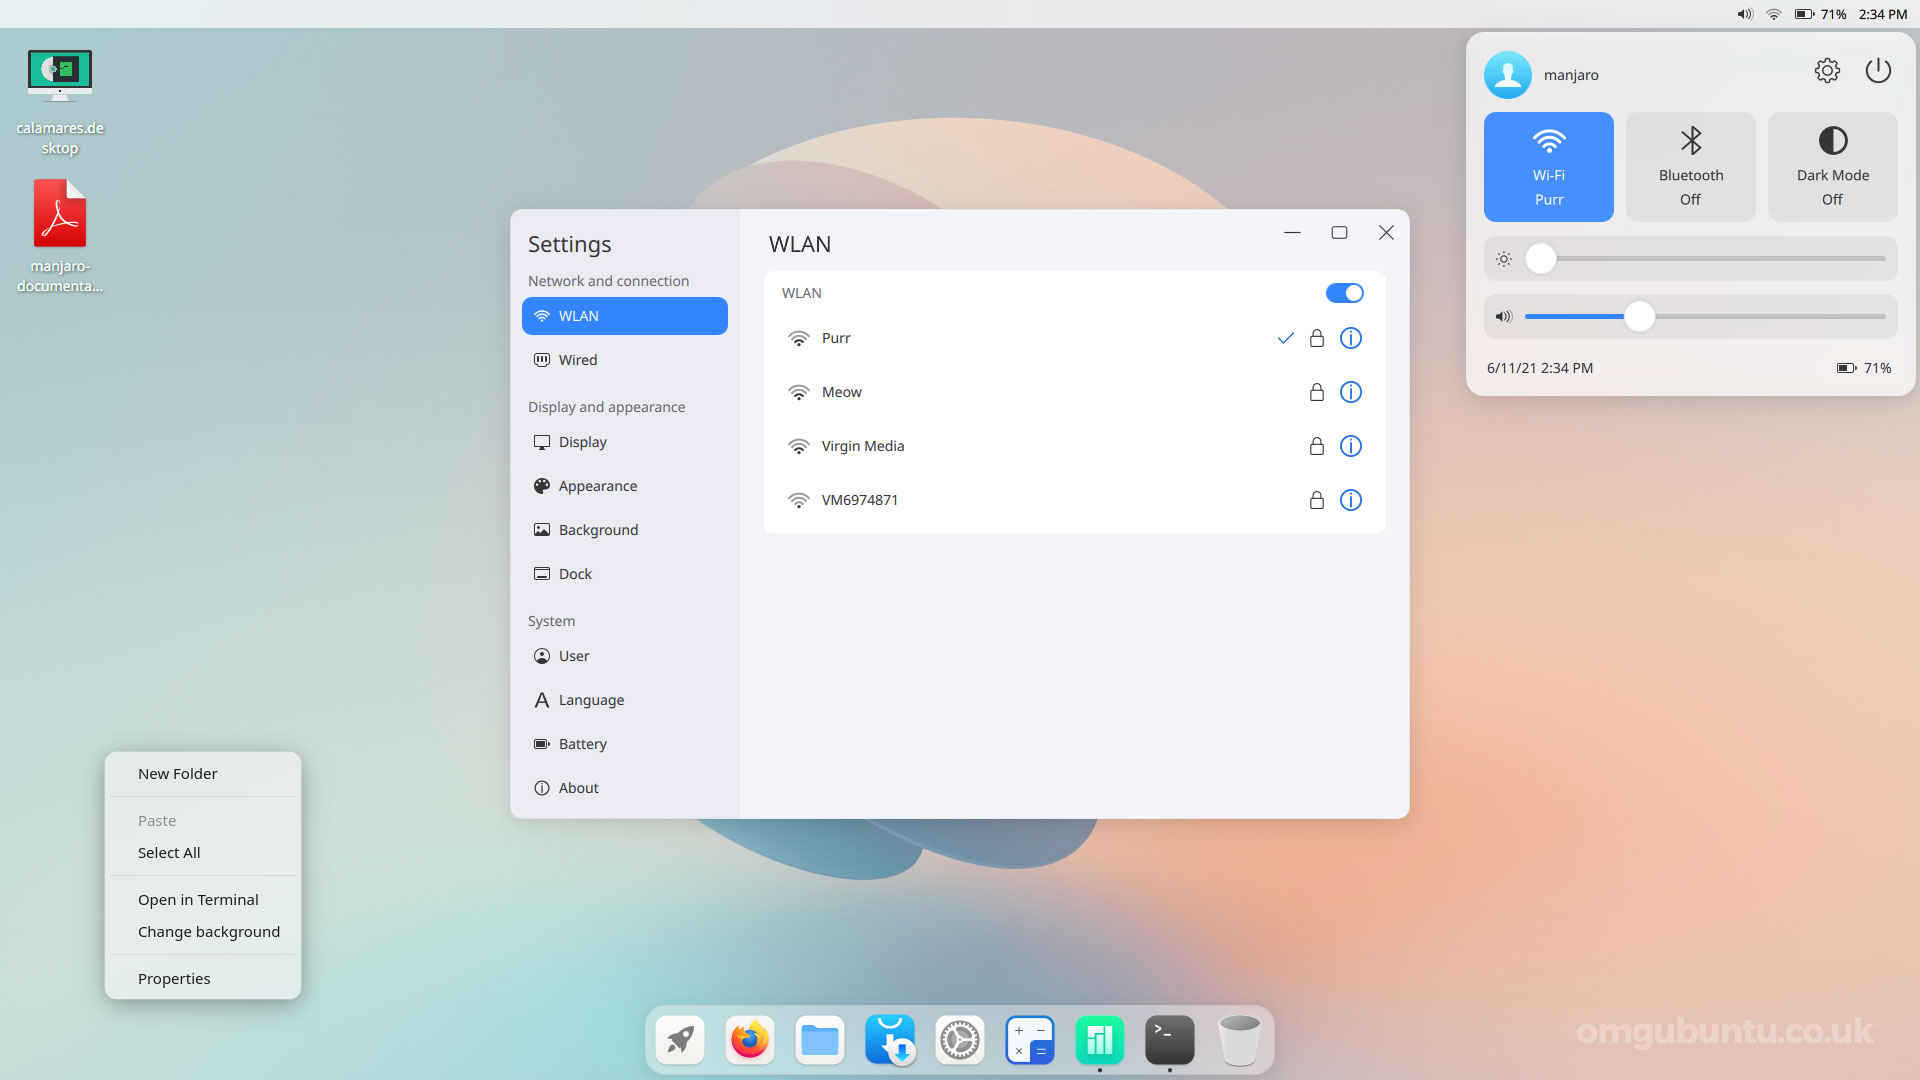 71% 2:34 PM
calamares.de
sktop
manjaro-
documenta...
manjaro
Wi-Fi
Purr
Bluetooth
Off
Dark Mode
Off
6/11/21 2:34 PM
71%
Settings
Network and connection
WLAN
Wired
Display and appearance
Display
Appearance
Background
Dock
System
User
Language
Battery
About
WLAN
WLAN
Purr
Meow
Virgin Media
VM6974871
New Folder
Paste
Select All
Open in Terminal
Change background
Properties
omgubuntu.co.uk